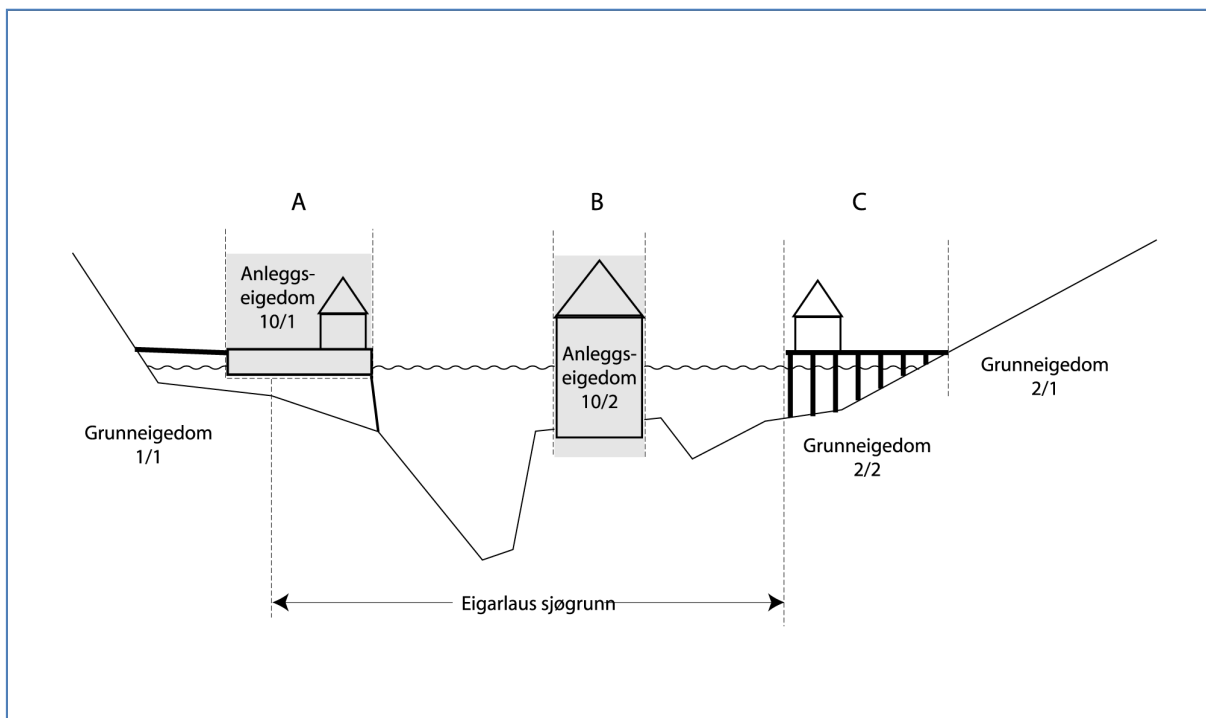 A
B
C
Anleggs-
eigedom
10/1
Anleggs-
eigedom
10/2
Grunneigedom
2/1
Grunneigedom
1/1
Grunneigedom
2/2
Eigarlaus sjøgrunn